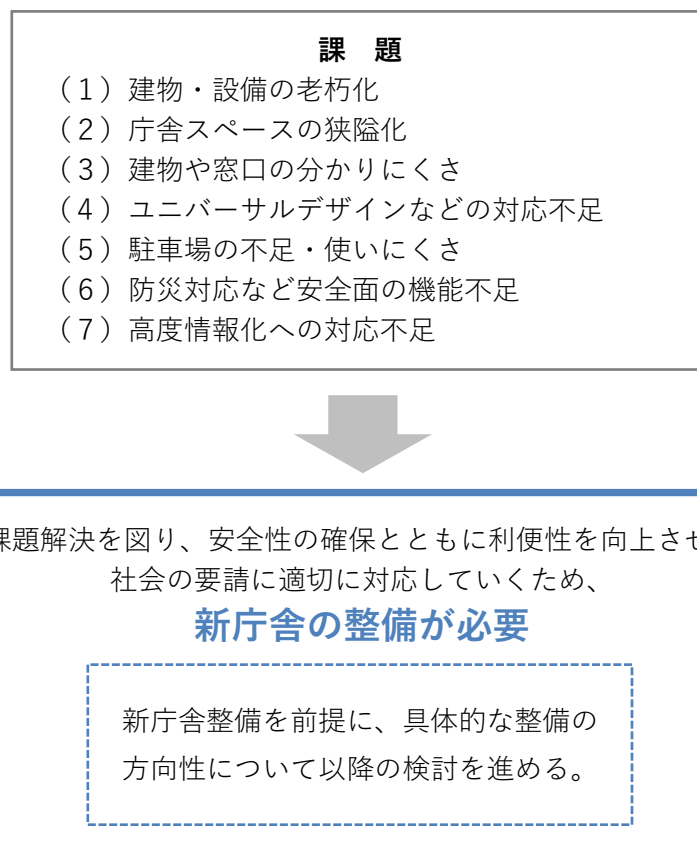 課 題
（1）建物・設備の老朽化
（2）庁舎スペースの狭隘化
（3）建物や窓口の分かりにくさ
（4）ユニバーサルデザインなどの対応不足
（5）駐車場の不足・使いにくさ
（6）防災対応など安全面の機能不足
（7）高度情報化への対応不足
課題解決を図り、安全性の確保とともに利便性を向上させ
社会の要請に適切に対応していくため、
新庁舎の整備が必要
新庁舎整備を前提に、具体的な整備の
方向性について以降の検討を進める。